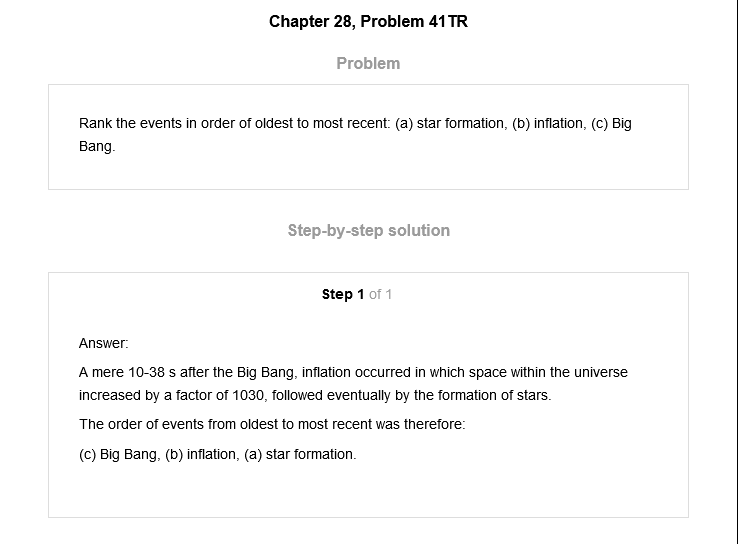 Chapter 28, Problem 41TR
Problem
Rank the events in order of oldest to most recent: (a) star formation, (b) inflation, (c) Big
Bang.
Step-by-step solution
Step 1 of 1
Answer:
A mere 10-38 s after the Big Bang, inflation occurred in which space within the universe
increased by a factor of 1030, followed eventually by the formation of stars.
The order of events from oldest to most recent was therefore:
(c) Big Bang, (b) inflation, (a) star formation.